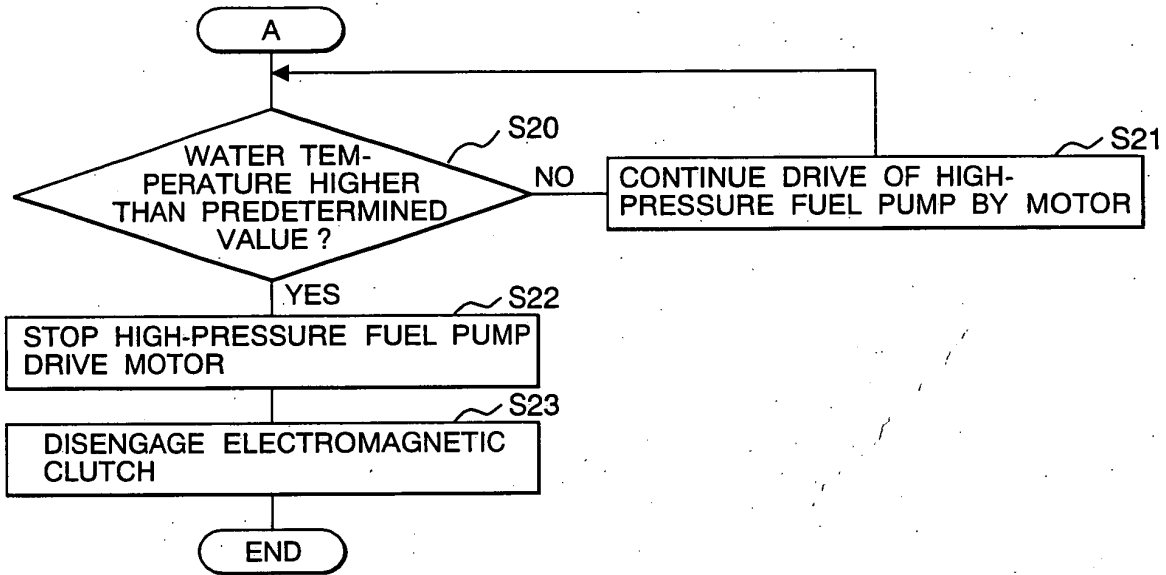 A
S20
WATER TEM-
PERATURE HIGHER
THAN PREDETERMINED
VALUE ?
NO
S21
CONTINUE DRIVE OF HIGH-
PRESSURE FUEL PUMP BY MOTOR
YES
S22
STOP HIGH-PRESSURE FUEL PUMP
DRIVE MOTOR
S23
DISENGAGE ELECTROMAGNETIC
CLUTCH
END